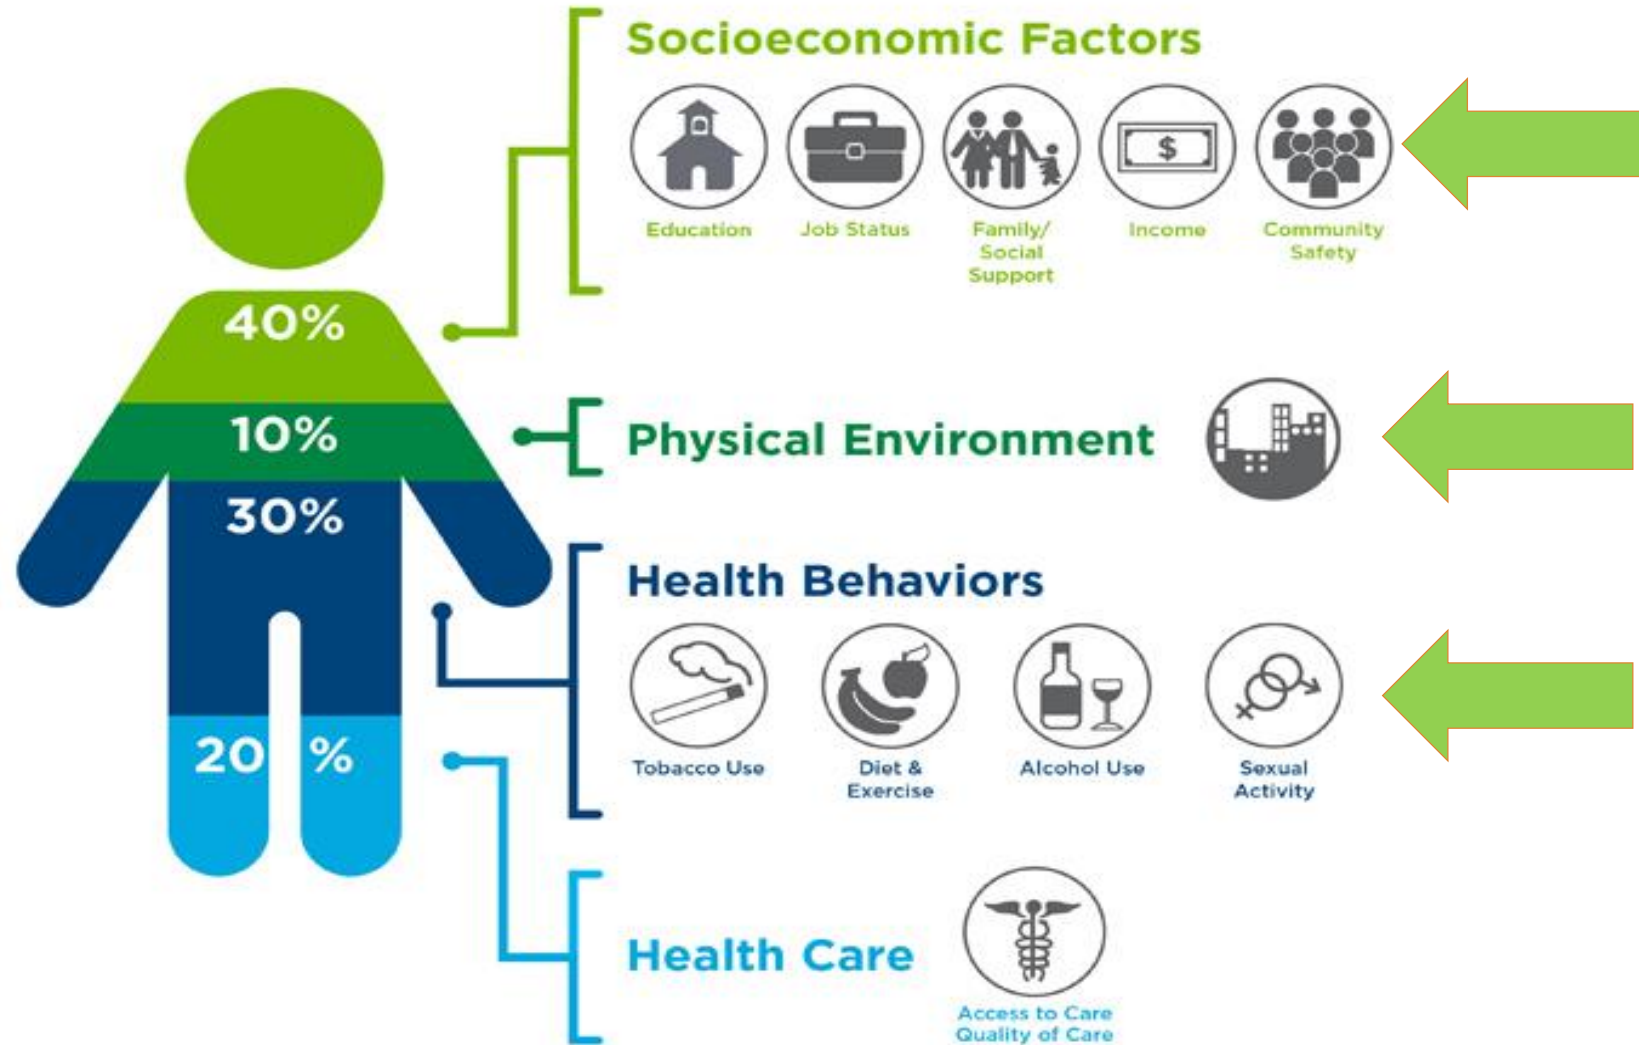 Socioeconomic Factors
$
Education
Job Status
Family/
Social
Support
Income
Community
Safety
40%
10%
Physical Environment
30%
Health Behaviors
Tobacco Use
Diet &
Exercise
Alcohol Use
Sexual
Activity
20 %
Health Care
Access to Care
Quality of Care